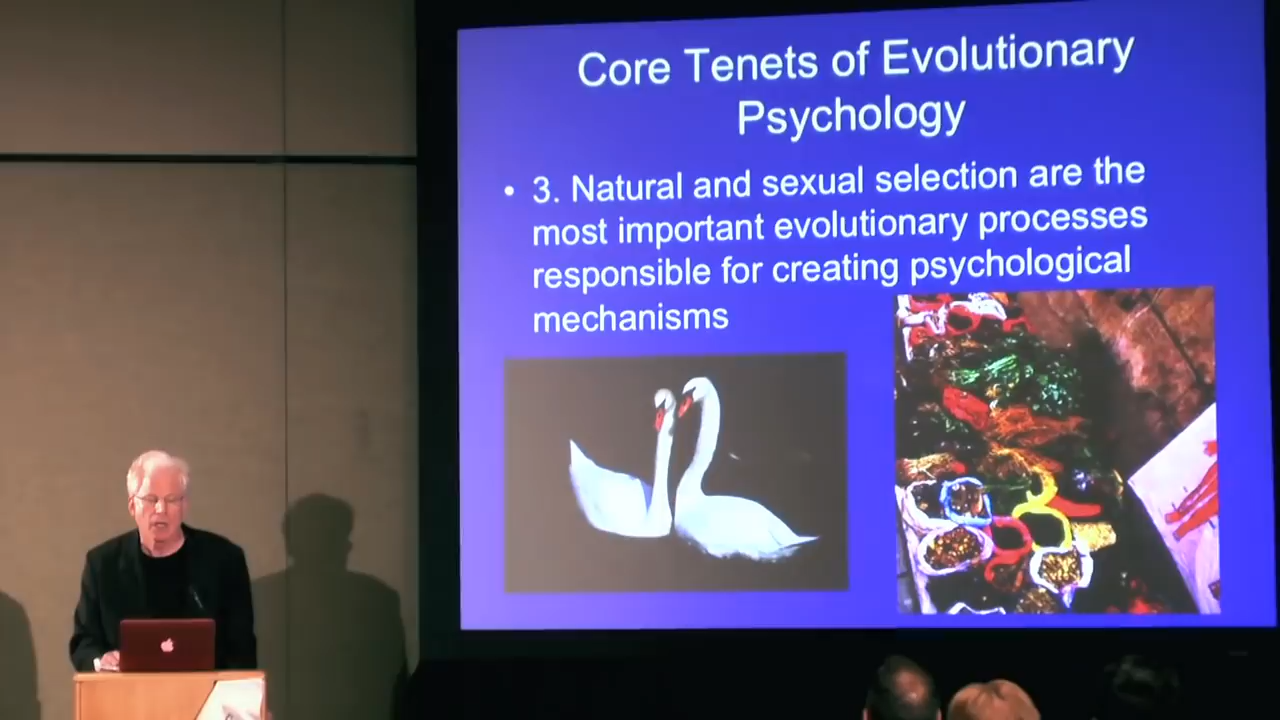 Core Tenets of Evolutionary
Psychology
• 3. Natural and sexual selection are the
most important evolutionary processes
responsible for creating psychological
mechanisms